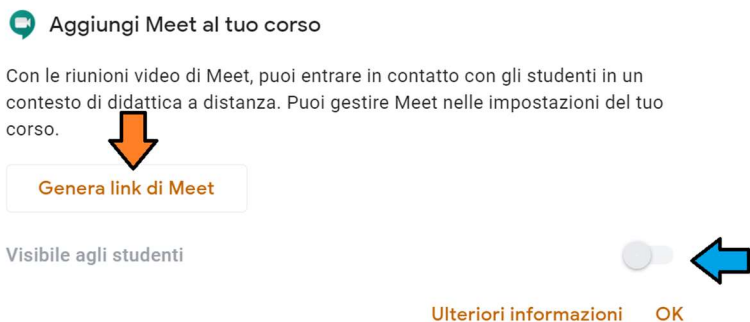 Aggiungi Meet al tuo corso
Con le riunioni video di Meet, puoi entrare in contatto con gli studenti in un
contesto di didattica a distanza. Puoi gestire Meet nelle impostazioni del tuo
corso.
Genera link di Meet
Visibile agli studenti
Ulteriori informazioni OK